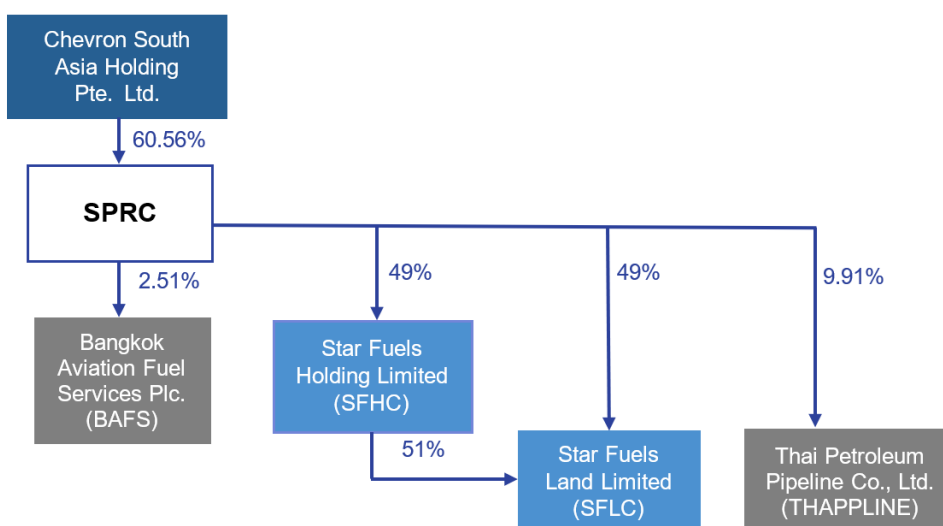 Chevron South
Asia Holding
Pte. Ltd.
60.56%
SPRC
2.51%
49%
49%
9.91%
Bangkok
Aviation Fuel
Services Plc.
(BAFS)
Star Fuels
Holding Limited
(SFHC)
51%
Star Fuels
Land Limited
(SFLC)
Thai Petroleum
Pipeline Co., Ltd.
(THAPPLINE)